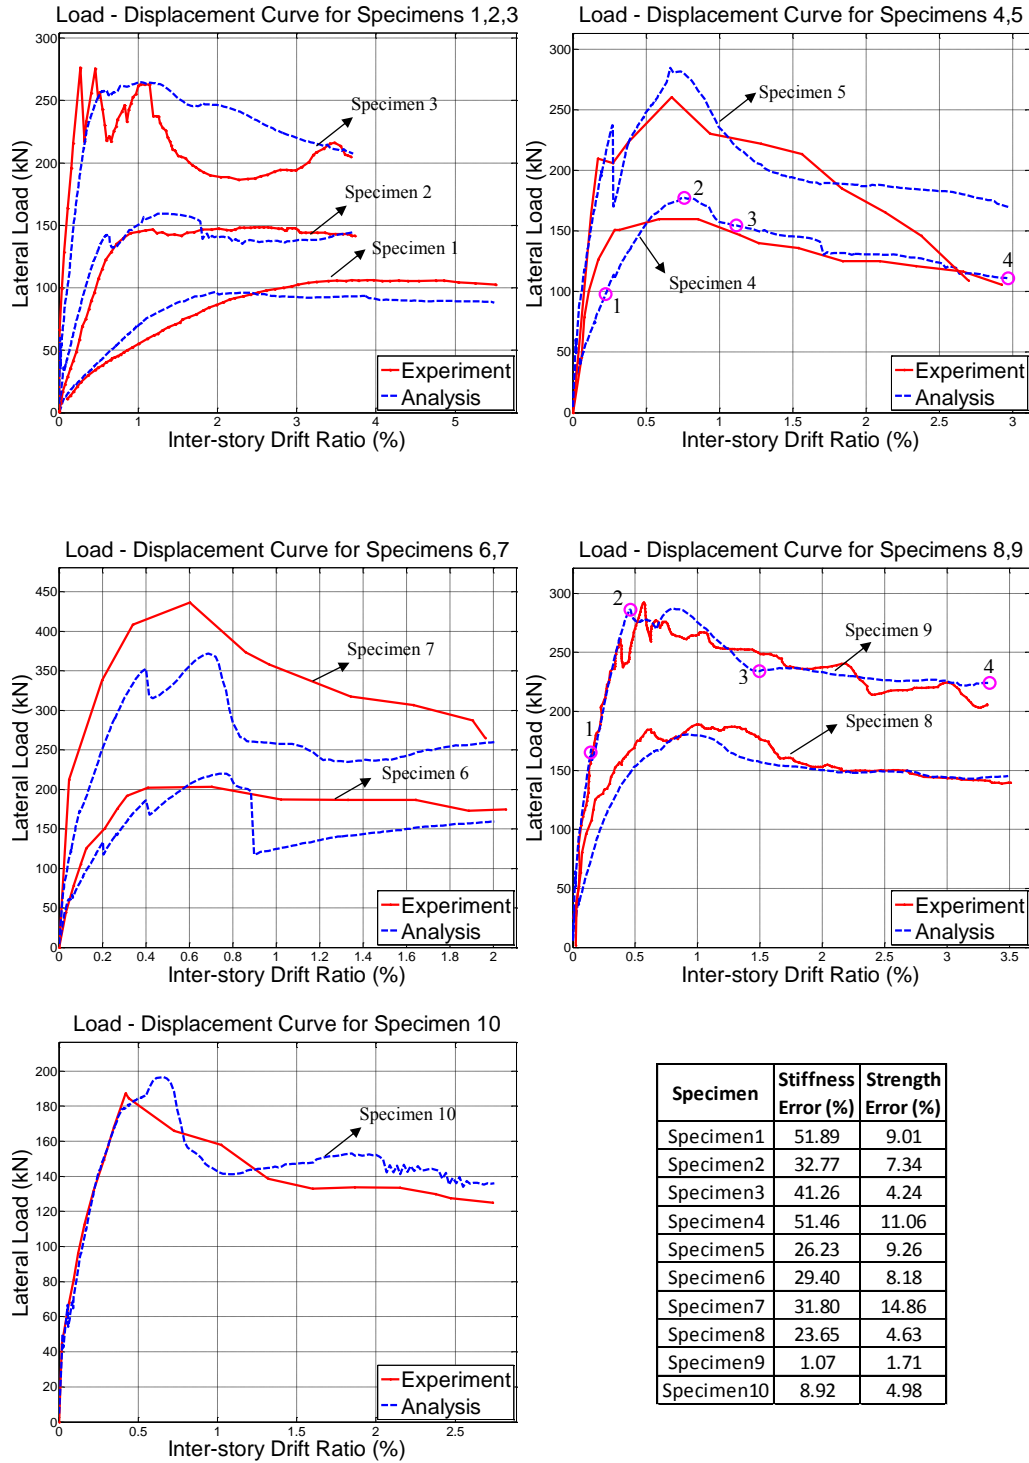 Load - Displacement Curve for Specimens 1,2,3
300
250
200
150
100
50
0
Lateral Load (kN)
Specimen 3
Specimen 2
Specimen 1
Experiment
Analysis
0 1 2 3 4 5
Inter-story Drift Ratio (%)
Load - Displacement Curve for Specimens 4,5
300
250
200
150
100
50
0
Lateral Load (kN)
Specimen 5
2
3
4
1
Specimen 4
Experiment
Analysis
0 0.5 1 1.5 2 2.5 3
Inter-story Drift Ratio (%)
Load - Displacement Curve for Specimens 6,7
450
400
350
300
250
200
150
100
50
0
Lateral Load (kN)
Specimen 7
Specimen 6
Experiment
Analysis
0 0.2 0.4 0.6 0.8 1 1.2 1.4 1.6 1.8 2
Inter-story Drift Ratio (%)
Load - Displacement Curve for Specimens 8,9
300
250
200
150
100
50
0
Lateral Load (kN)
2
Specimen 9
3
4
1
Specimen 8
Experiment
Analysis
0 0.5 1 1.5 2 2.5 3 3.5
Inter-story Drift Ratio (%)
Load - Displacement Curve for Specimen 10
200
180
160
140
120
100
80
60
40
20
0
Lateral Load (kN)
Specimen 10
Experiment
Analysis
0 0.5 1 1.5 2 2.5
Inter-story Drift Ratio (%)
Specimen Stiffness Error (%) Strength Error (%)
Specimen1 51.89 9.01
Specimen2 32.77 7.34
Specimen3 41.26 4.24
Specimen4 51.46 11.06
Specimen5 26.23 9.26
Specimen6 29.40 8.18
Specimen7 31.80 14.86
Specimen8 23.65 4.63
Specimen9 1.07 1.71
Specimen10 8.92 4.98